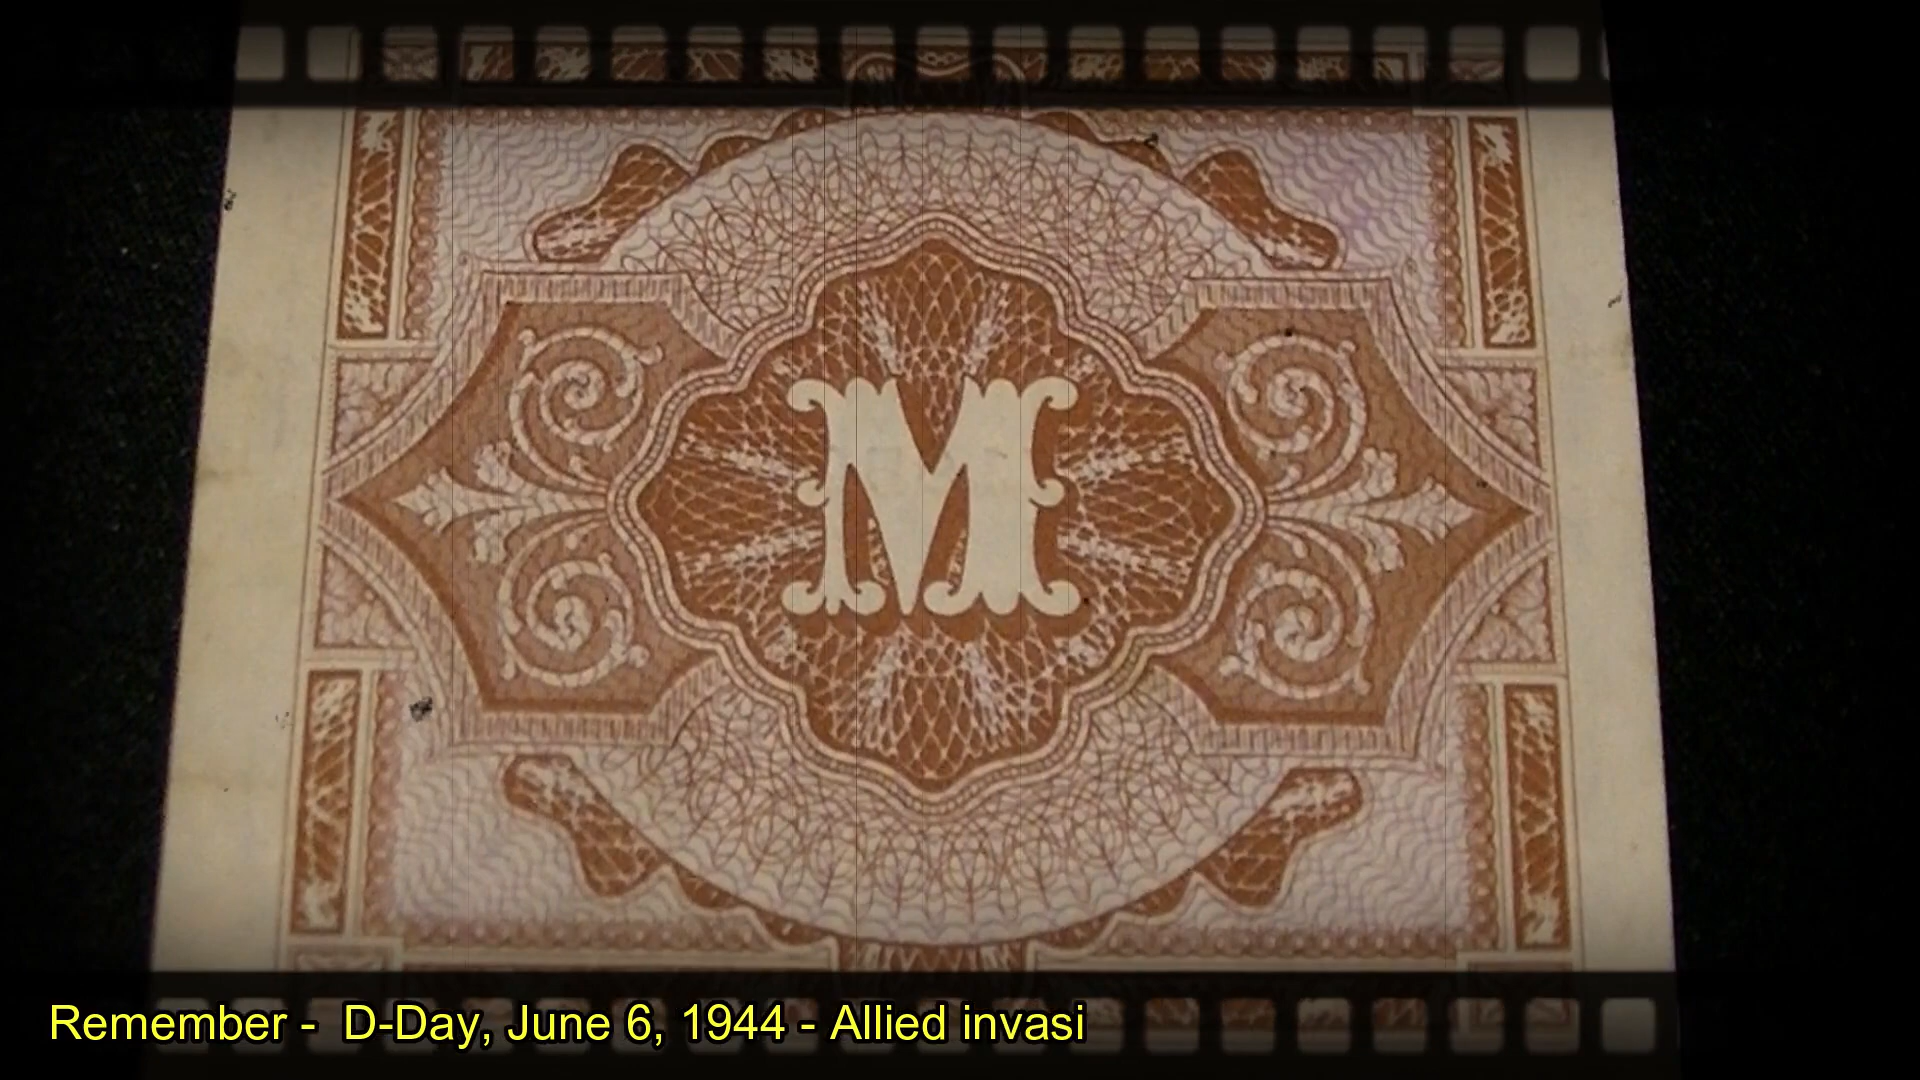 M
Remember -  D-Day, June 6, 1944 - Allied invasi